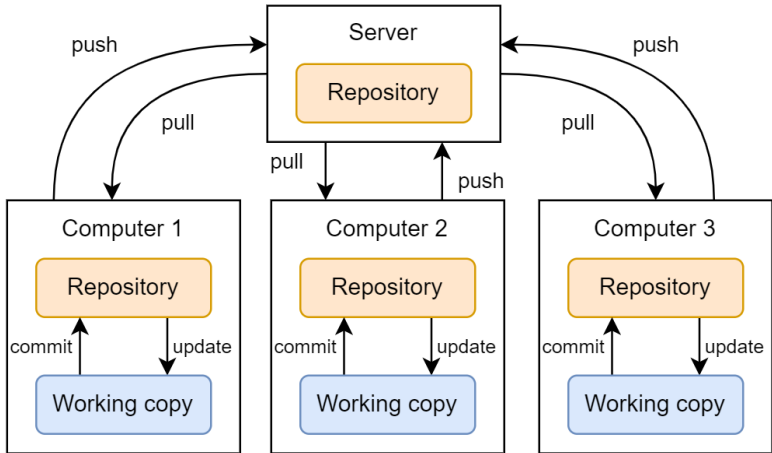 push
Server
push
Repository
pull
pull
pull
push
Computer 1
Computer 2
Computer 3
Repository
Repository
Repository
commit
update
commit
update
commit
update
Working copy
Working copy
Working copy